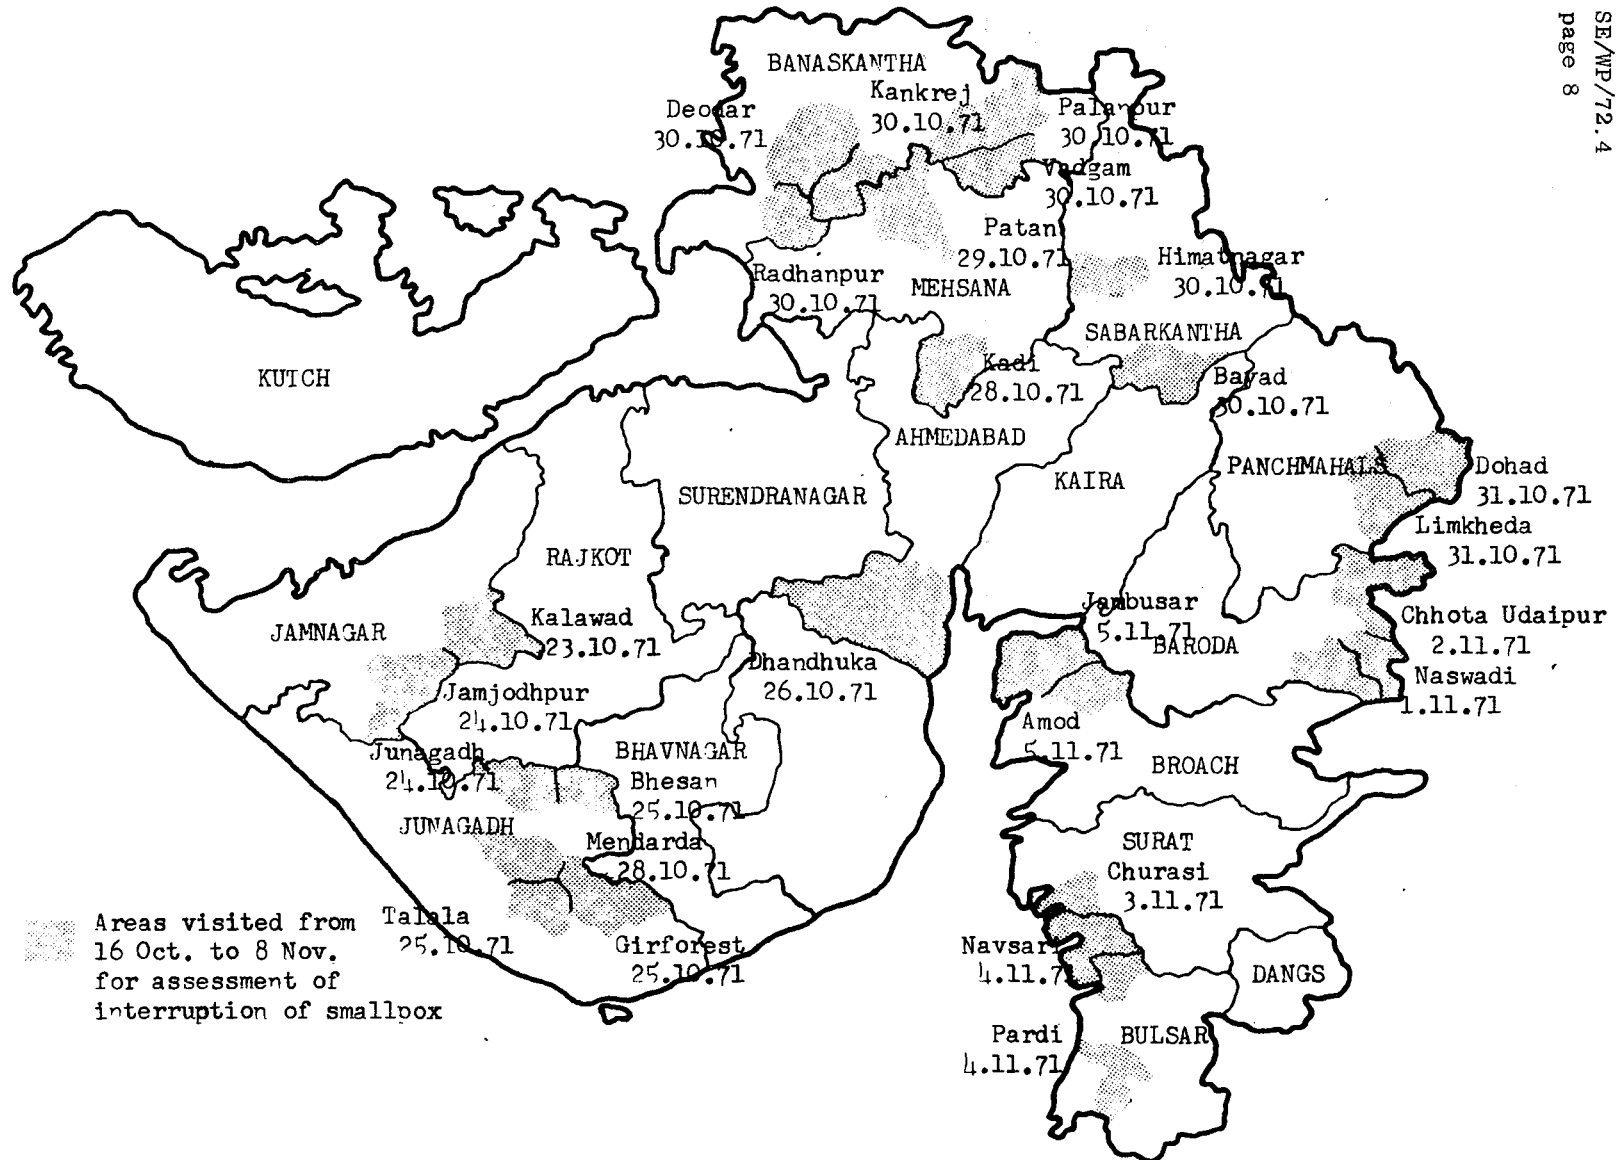 SE/WP/72.4
page 8
BANASKANTHA
Deodar
30.10.71
Kankrej
30.10.71
Palanpur
30.10.71
Vadgam
30.10.71
Patan
29.10.71
Radhanpur
30.10.71
MEHSANA
Himatnagar
30.10.71
SABARKANTHA
KUTCH
Kadi
28.10.71
Bayad
30.10.71
AHMEDABAD
KAIRA
PANCHMAHALS
Dohad
31.10.71
SURENDRANAGAR
Limkheda
31.10.71
RAJKOT
JAMNAGAR
Kalawad
23.10.71
Jambusar
5.11.71
BARODA
Chhota Udaipur
2.11.71
Dhandhuka
26.10.71
Naswadi
1.11.71
Jamjodhpur
24.10.71
Amod
5.11.71
Junagadh
24.10.71
BHAVNAGAR
Bhesan
25.10.71
BROACH
JUNAGADH
Mendarda
28.10.71
SURAT
Churasi
3.11.71
Talala
25.10.71
Girforest
25.10.71
Navsari
4.11.71
DANGS
Pardi
4.11.71
BULSAR
Areas visited from
16 Oct. to 8 Nov.
for assessment of
interruption of smallpox